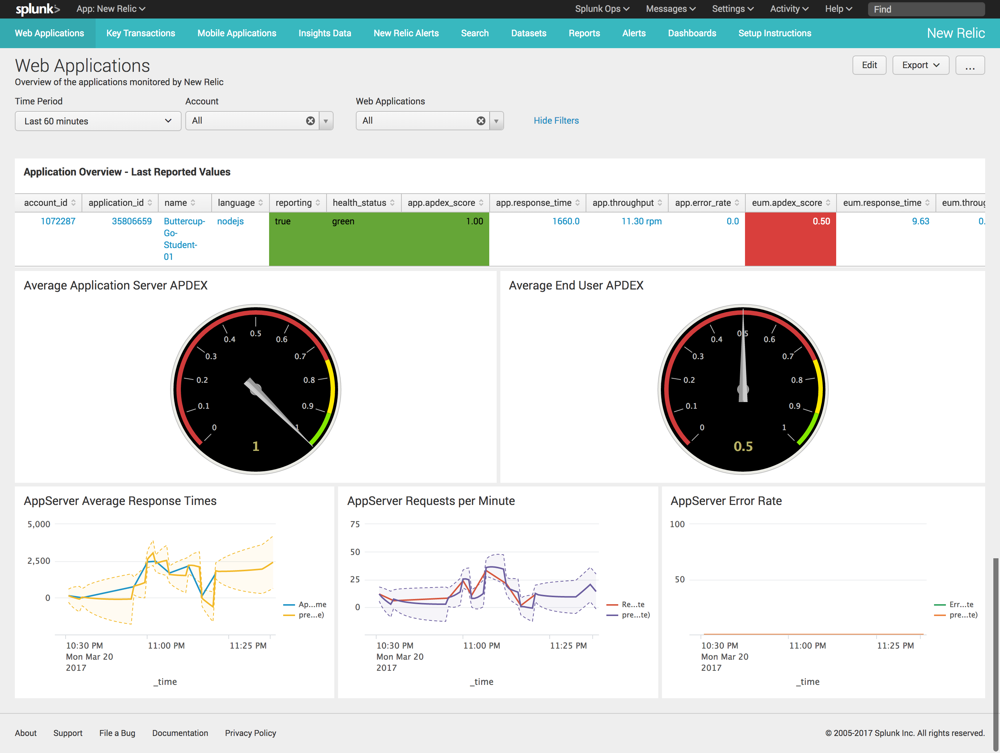 splunk> App: New Relic Splunk Ops Messages Settings Activity Help Find
Web Applications Key Transactions Mobile Applications Insights Data New Relic Alerts Search Datasets Reports Alerts Dashboards Setup Instructions New Relic
Web Applications
Edit Export ...
Overview of the applications monitored by New Relic
Time Period Account Web Applications
Last 60 minutes All All Hide Filters
Application Overview - Last Reported Values
account_id application_id name language reporting health_status app.apdex_score app.response_time app.throughput app.error_rate eum.apdex_score eum.response_time eum.throug
1072287 35806659 Buttercup- nodejs true green 1.00 1660.0 11.30 rpm 0.0 0.50 9.63 0.
Go-
Student-
01
Average Application Server APDEX
0
0.1
0.2
0.3
0.4
0.5
0.6
0.7
0.8
0.9
1
1
Average End User APDEX
0
0.1
0.2
0.3
0.4
0.5
0.6
0.7
0.8
0.9
1
0.5
AppServer Average Response Times
5,000
2,500
0
Ap...me
pre...e)
10:30 PM 11:00 PM 11:25 PM
Mon Mar 20
2017
_time
AppServer Requests per Minute
75
50
25
0
Re...te
pre...te)
10:30 PM 11:00 PM 11:25 PM
Mon Mar 20
2017
_time
AppServer Error Rate
100
50
Err...te
pre...te)
10:30 PM 11:00 PM 11:25 PM
Mon Mar 20
2017
_time
About Support File a Bug Documentation Privacy Policy © 2005-2017 Splunk Inc. All rights reserved.